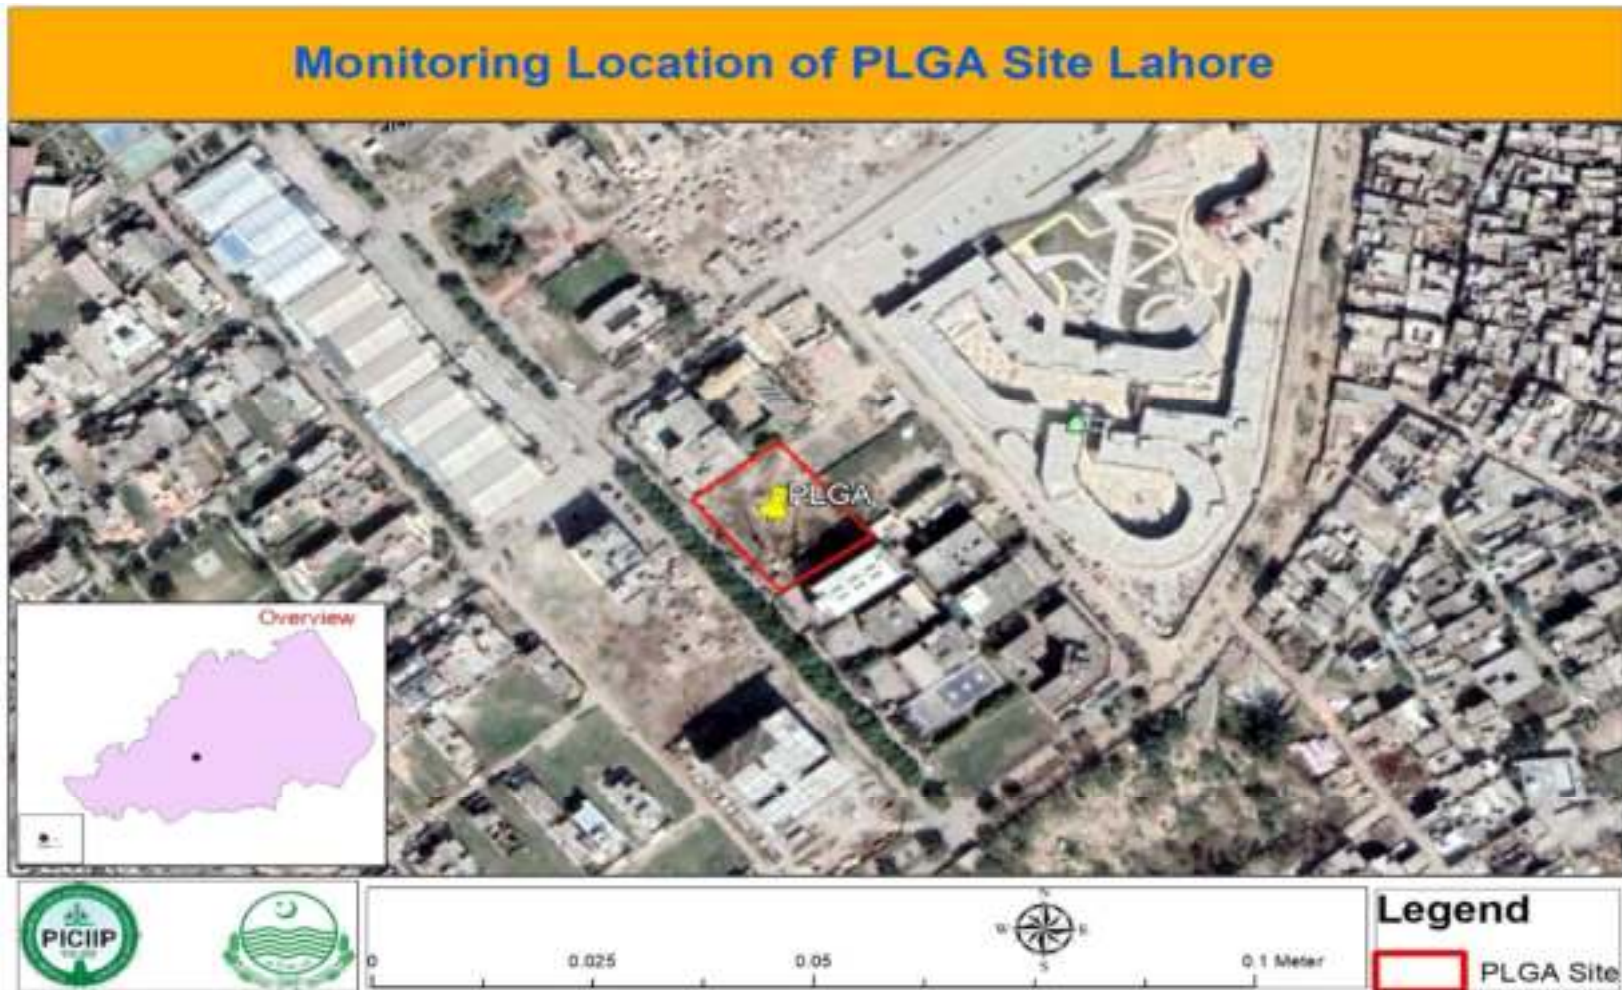 Monitoring Location of PLGA Site Lahore
PLGA
Overview
PICIIP
N
W E
S
0 0.025 0.05 0.1 Meter
Legend
PLGA Site